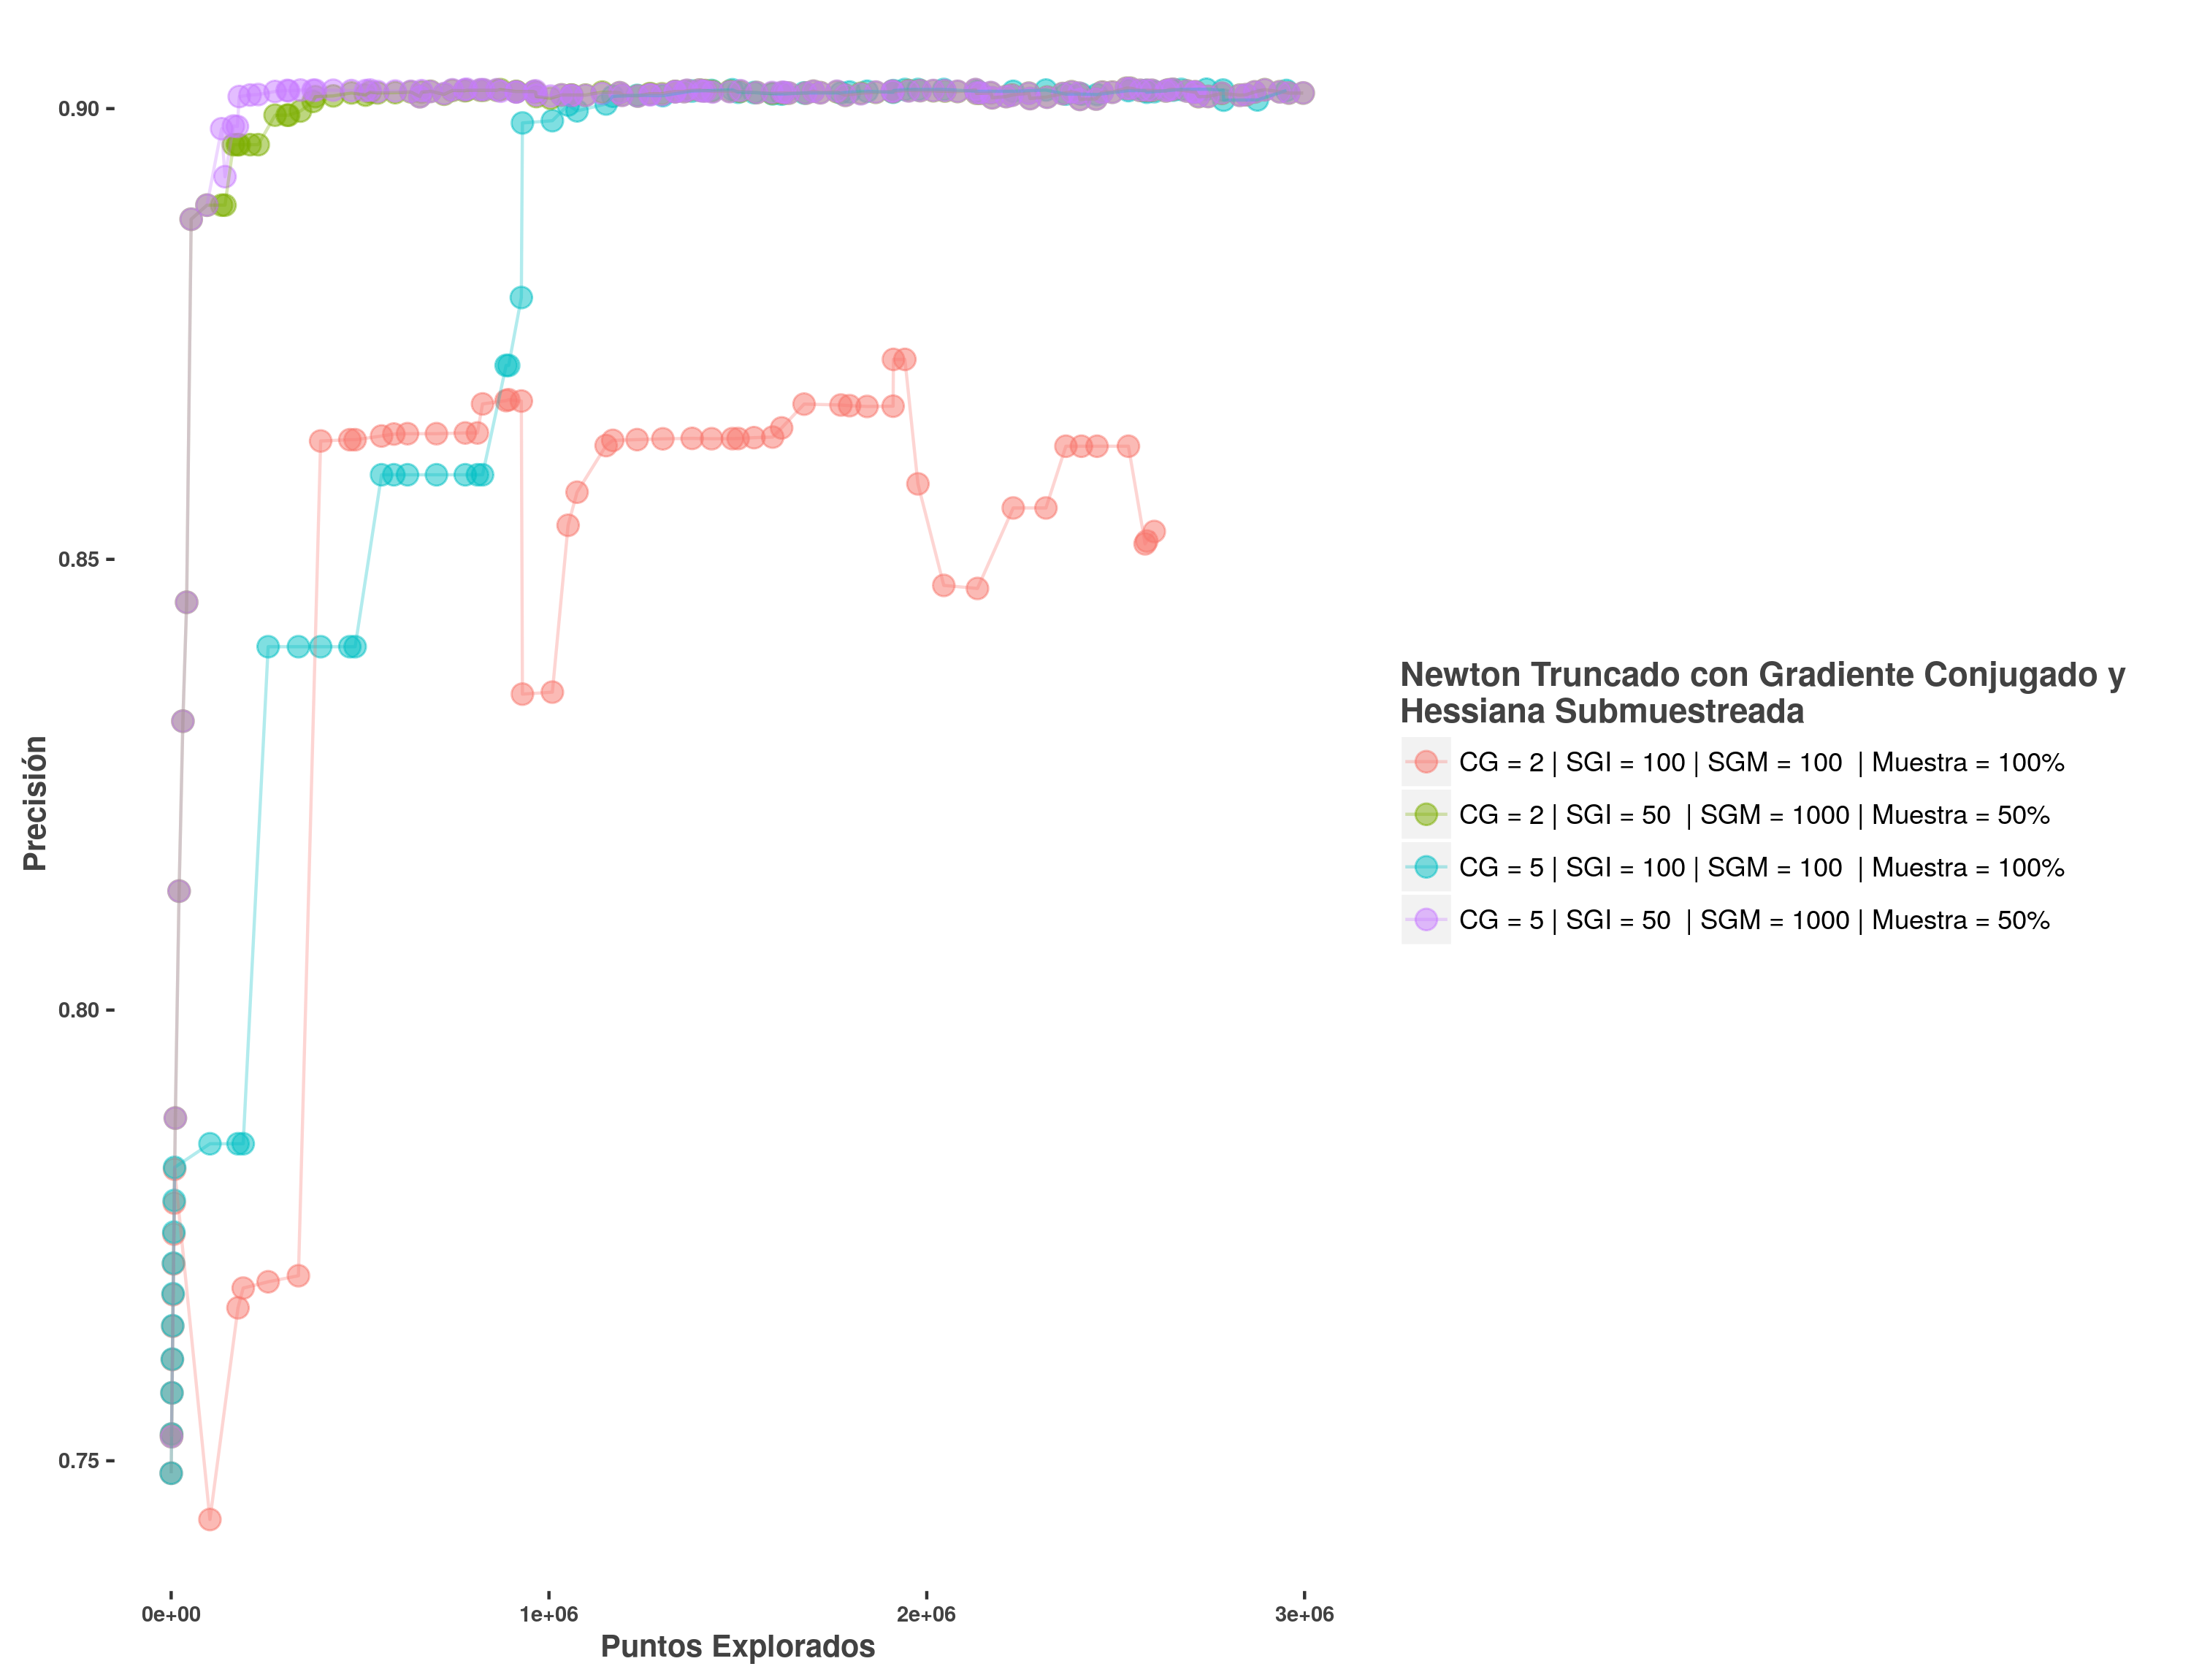 0.90
0.85
0.80
0.75
Precisión
0e+00
1e+06
2e+06
3e+06
Puntos Explorados
Newton Truncado con Gradiente Conjugado y
Hessiana Submuestreada
CG = 2 | SGI = 100 | SGM = 100  | Muestra = 100%
CG = 2 | SGI = 50  | SGM = 1000 | Muestra = 50%
CG = 5 | SGI = 100 | SGM = 100  | Muestra = 100%
CG = 5 | SGI = 50  | SGM = 1000 | Muestra = 50%